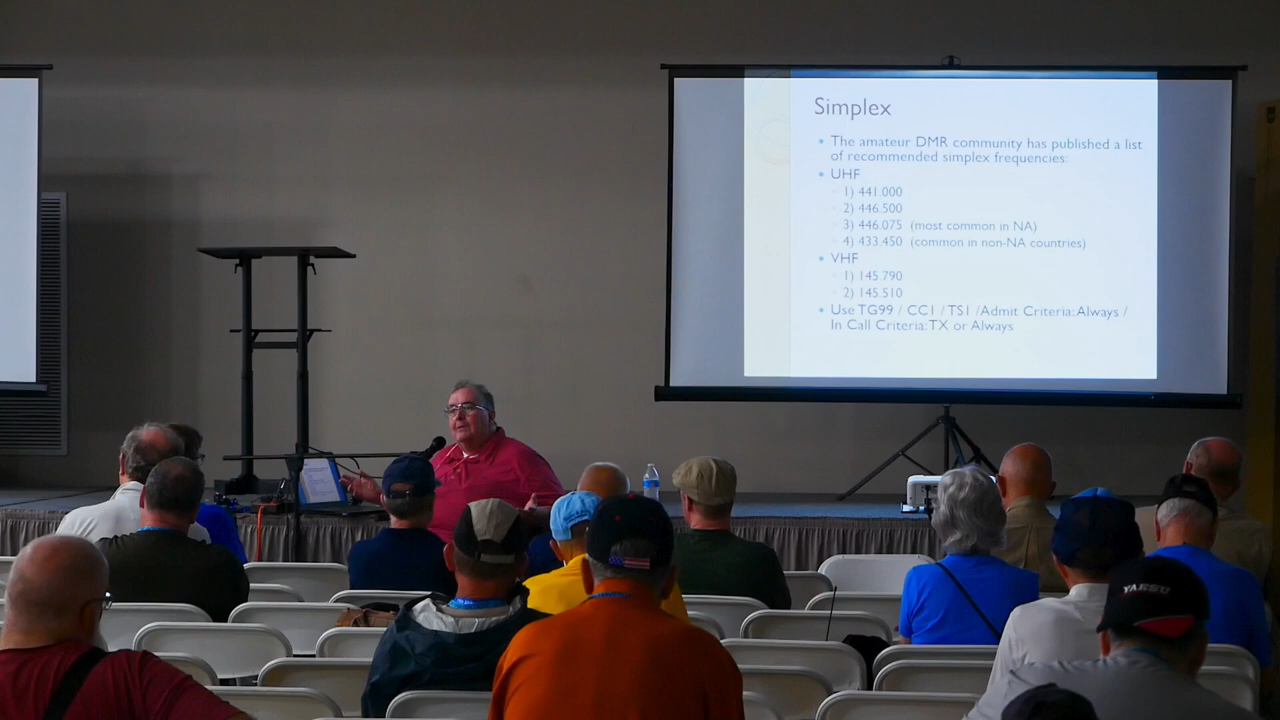 Simplex
• The amateur DMR community has published a list
of recommended simplex frequencies:
• UHF
1) 441.000
2) 446.500
3) 446.075 (most common in NA)
4) 433.450 (common in non-NA countries)
• VHF
1) 145.790
2) 145.510
• Use TG99 / CC1 / TS1 /Admit Criteria: Always /
In Call Criteria: TX or Always
YAESU